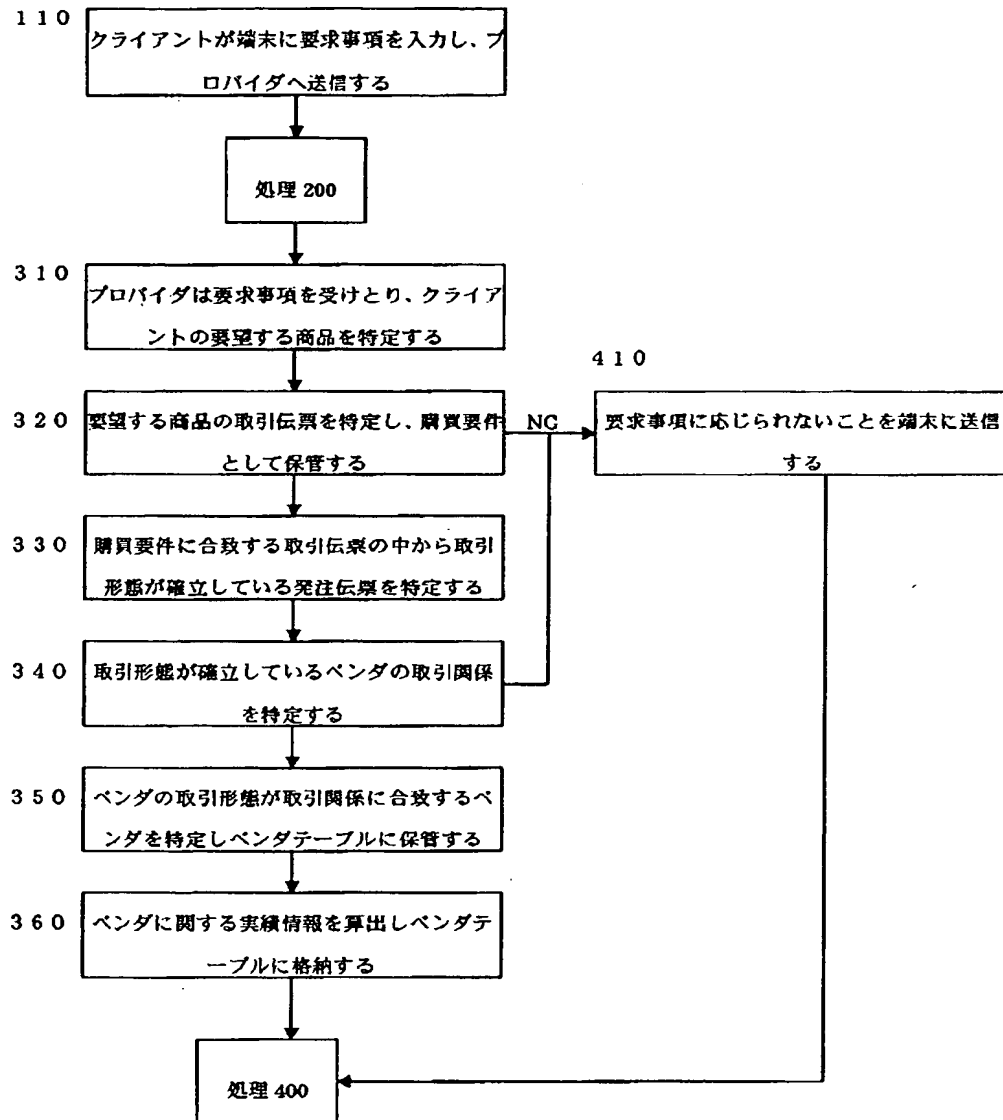 110
クライアントが端末に要求事項を入力し、プ
ロバイダへ送信する
処理 200
310
プロバイダは要求事項を受けとり、クライア
ントの要望する商品を特定する
410
320
要望する商品の取引伝票を特定し、購買要件
として保管する
NG
要求事項に応じられないことを端末に送信
する
330
購買要件に合致する取引伝票の中から取引
形態が確立している発注伝票を特定する
340
取引形態が確立しているベンダの取引関係
を特定する
350
ベンダの取引形態が取引関係に合致するベ
ンダを特定しベンダテーブルに保管する
360
ベンダに関する実績情報を算出しベンダテ
ーブルに格納する
処理 400